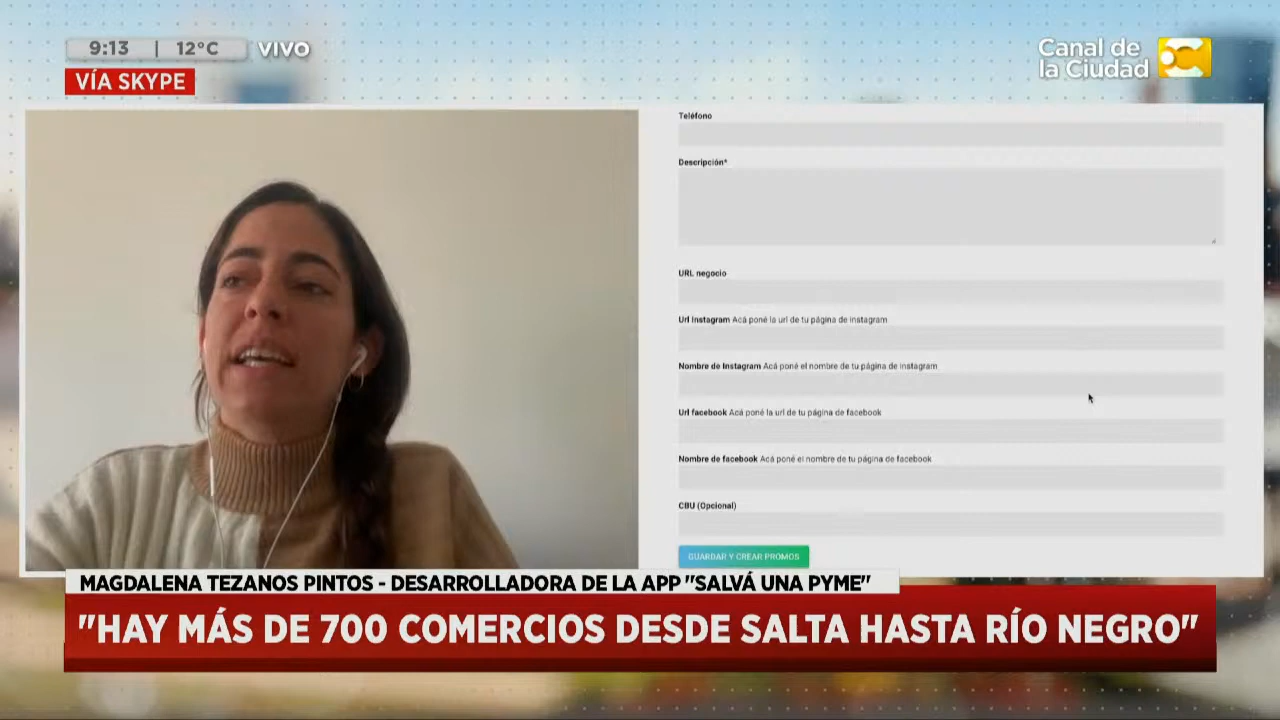 9:13 | 12°C VIVO
VÍA SKYPE
Canal de
la Ciudad
Teléfono
Descripción*
URL negocio
Url Instagram Acá poné la url de tu página de instagram
Nombre de Instagram Acá poné el nombre de tu página de instagram
Url facebook Acá poné la url de tu página de facebook
Nombre de facebook Acá poné el nombre de tu página de facebook
CBU (Opcional)
GUARDAR Y CREAR PROMOS
MAGDALENA TEZANOS PINTOS - DESARROLLADORA DE LA APP "SALVÁ UNA PYME"
"HAY MÁS DE 700 COMERCIOS DESDE SALTA HASTA RÍO NEGRO"